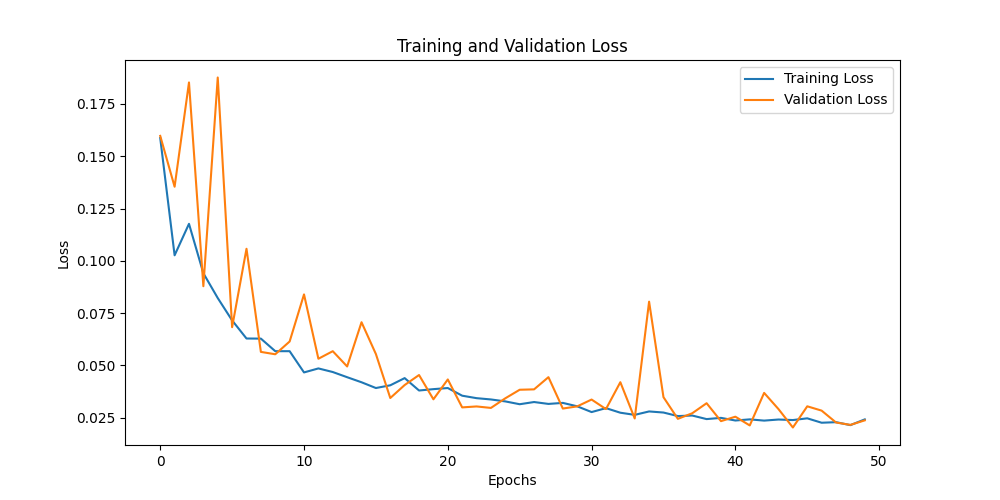 Training and Validation Loss
Training Loss
Validation Loss
0.175
0.150
0.125
0.100
0.075
0.050
0.025
Loss
0 10 20 30 40 50
Epochs